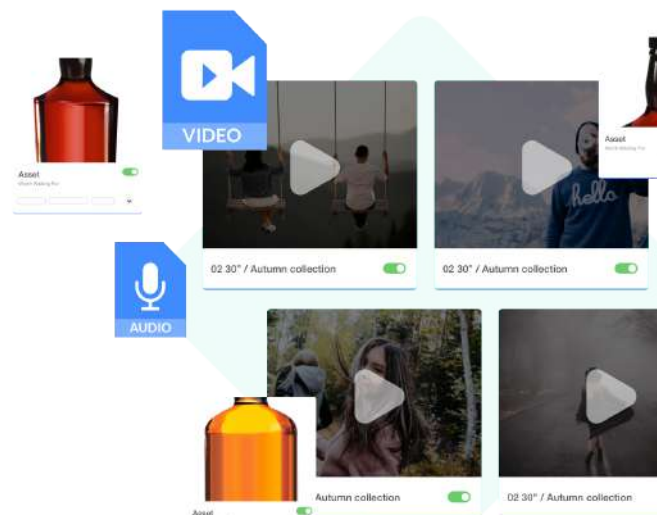 VIDEO
Asset
Asset
hello
02 30" / Autumn collection
02 30" / Autumn collection
AUDIO
Autumn collection
02 30" / Autumn collection
Asset